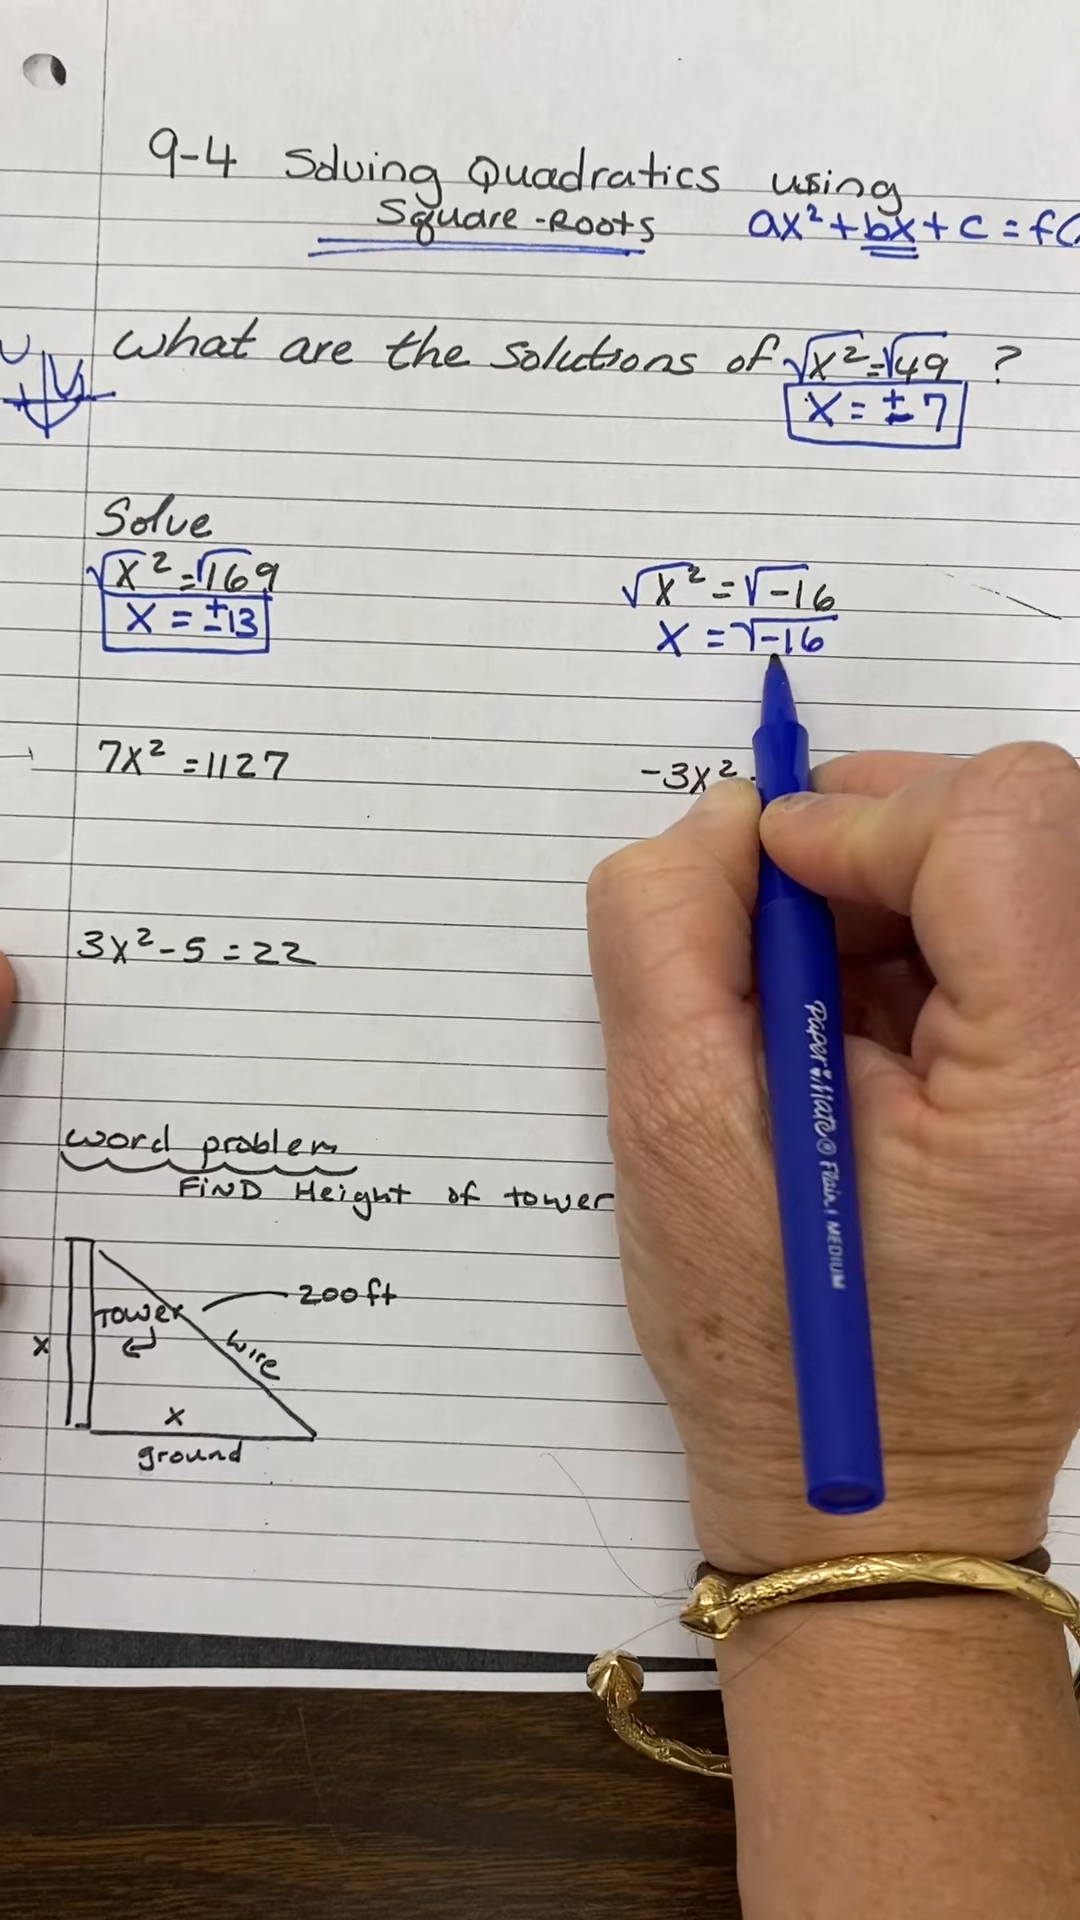 9-4 Solving Quadratics using
Square-Roots
ax²+bx+c=f(
What are the solutions of √x²=√49 ?
x=±7
Solve
√x²=√169
x=±13
√x²=√-16
x=√-16
7x²=1127
-3x²
3x²-5=22
word problem
FIND Height of tower
200ft
Tower
wire
x
x
ground
Paper Mate® Flair® MEDIUM